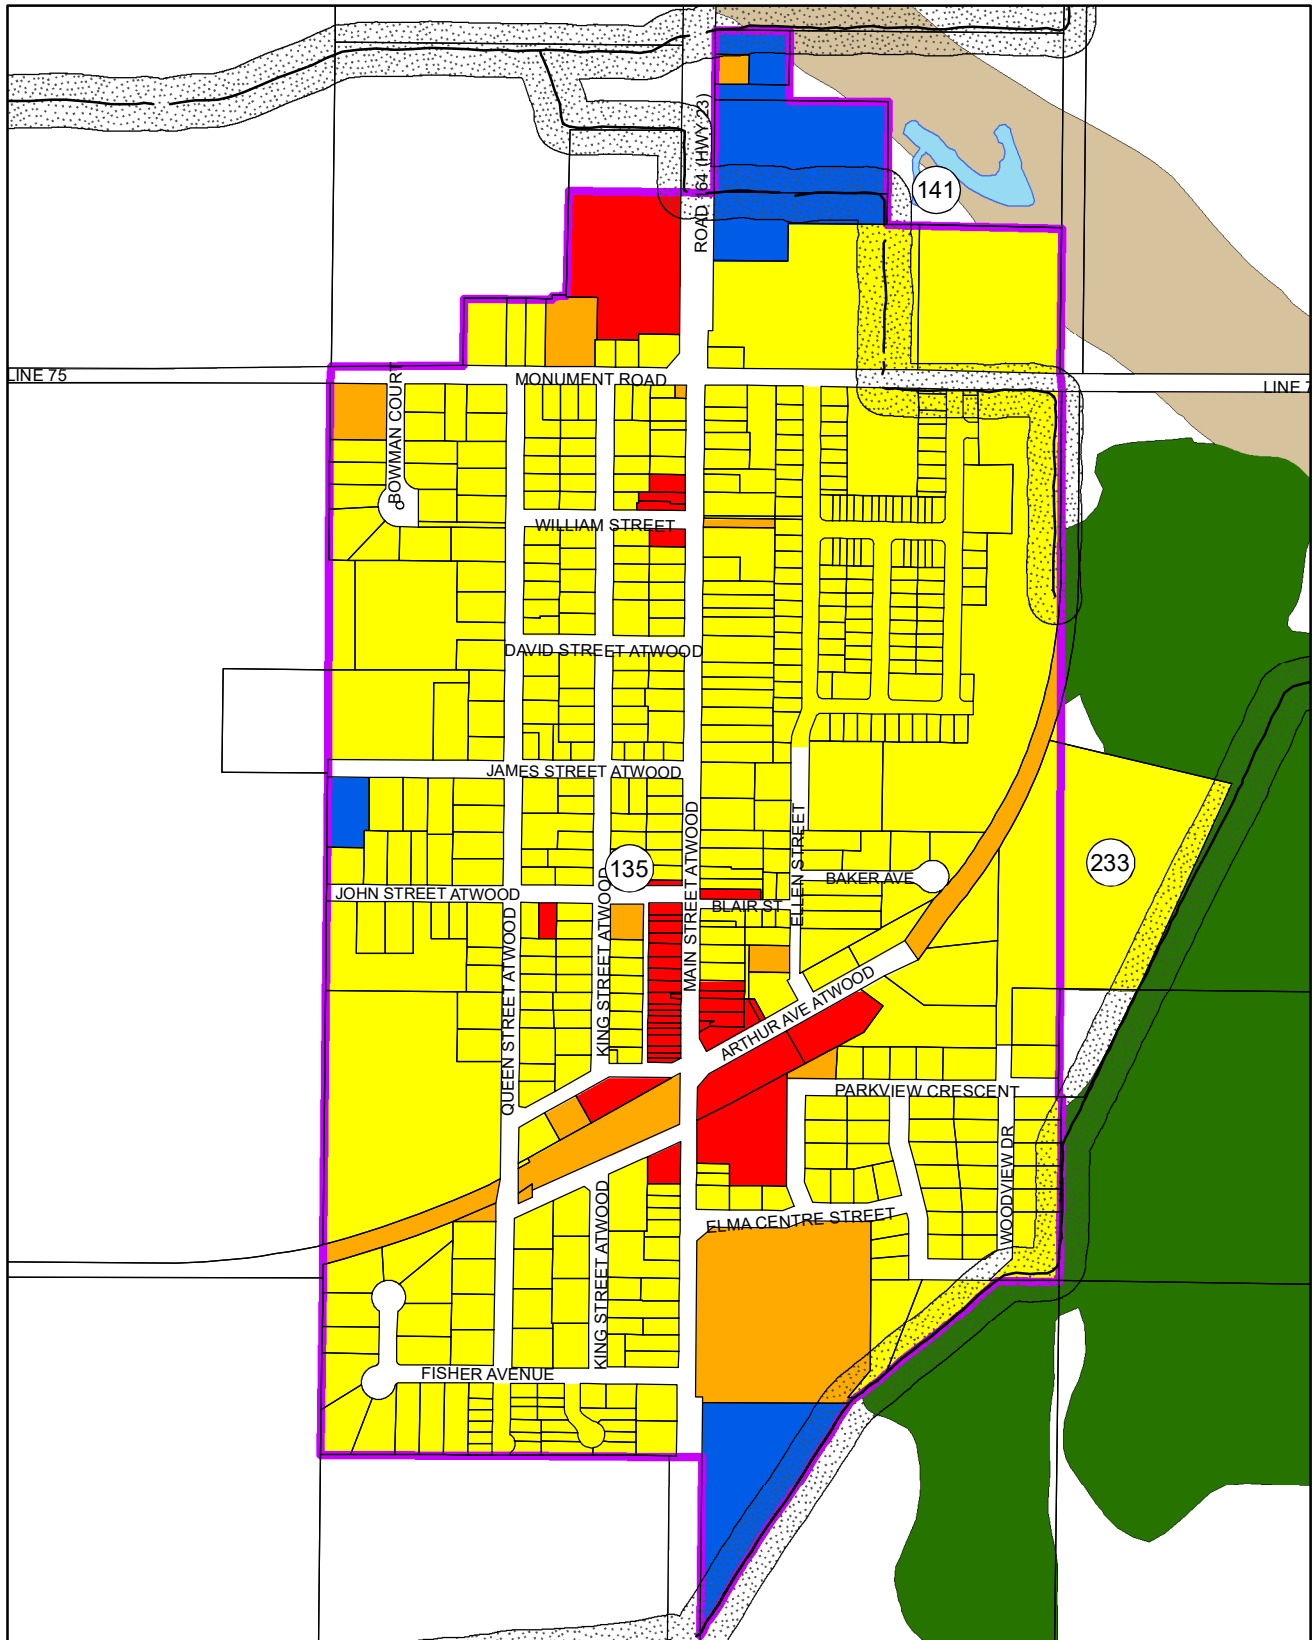 ROAD 164 (HWY 23)
141
LINE 75
MONUMENT ROAD
LINE 7
BOWMAN COURT
WILLIAM STREET
DAVID STREET ATWOOD
JAMES STREET ATWOOD
MAIN STREET ATWOOD
ELLEN STREET
135
233
BAKER AVE
JOHN STREET ATWOOD
BLAIR ST
QUEEN STREET ATWOOD
KING STREET ATWOOD
ARTHUR AVE ATWOOD
PARKVIEW CRESCENT
WOODVIEW DR
KING STREET ATWOOD
ELMA CENTRE STREET
FISHER AVENUE